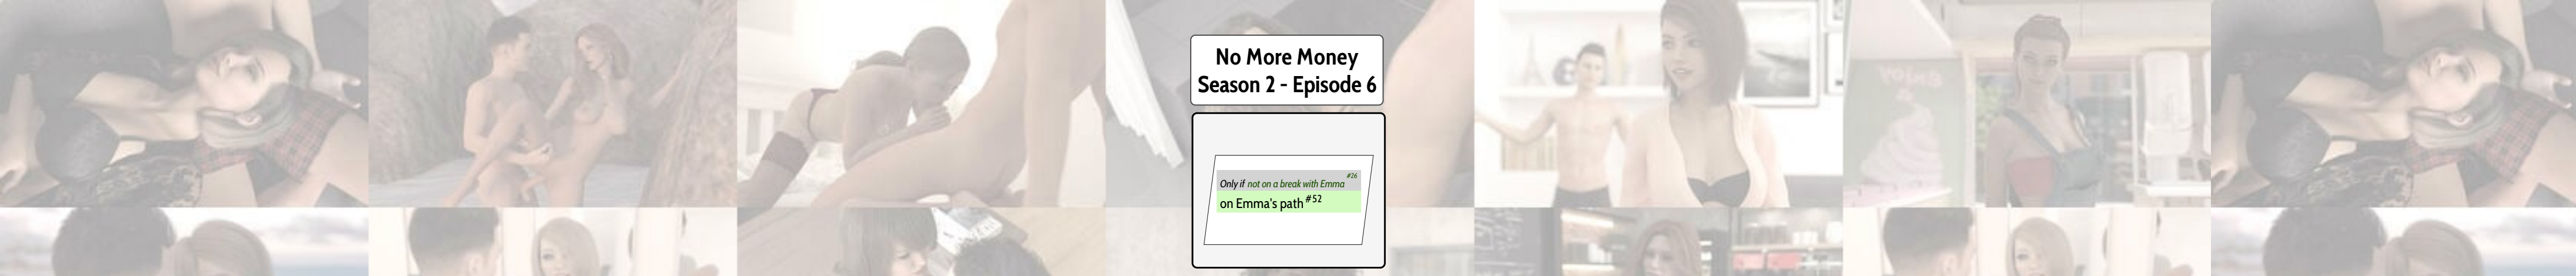 No More Money
Season 2 - Episode 6
#26
Only if not on a break with Emma
on Emma's path #52